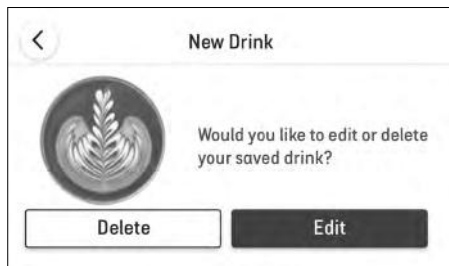 New Drink
Would you like to edit or delete
your saved drink?
Delete
Edit